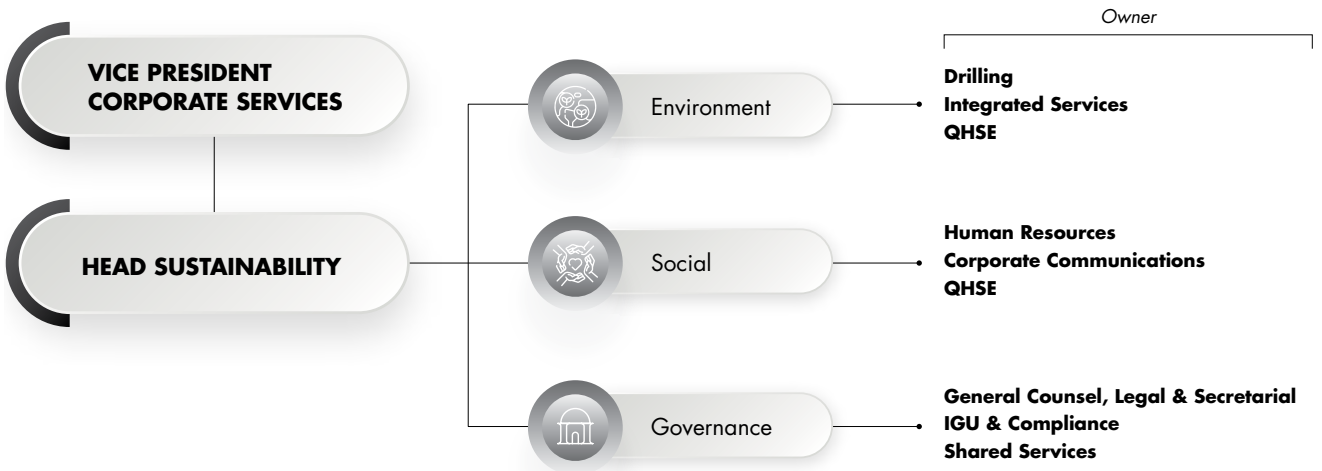 Owner
VICE PRESIDENT
CORPORATE SERVICES
Environment
Drilling
Integrated Services
QHSE
HEAD SUSTAINABILITY
Social
Human Resources
Corporate Communications
QHSE
Governance
General Counsel, Legal & Secretarial
IGU & Compliance
Shared Services